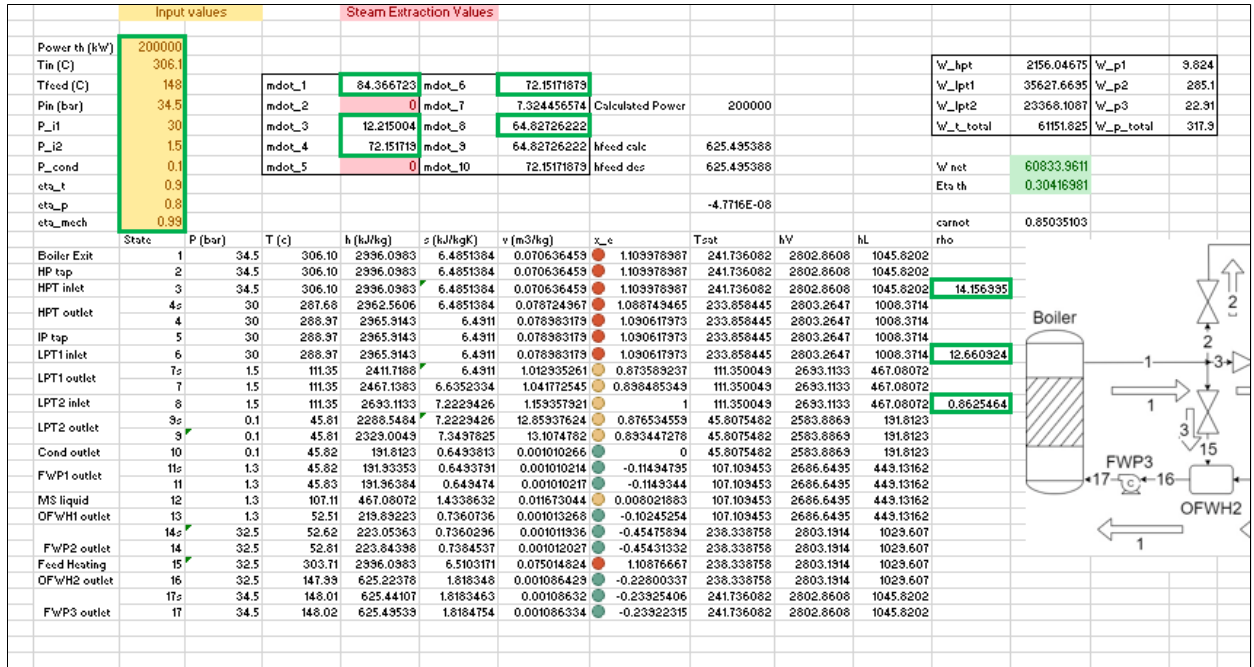 Input values Steam Extraction Values
Power th (kW) 200000
Tin (C) 306.1 W_hpt 2156.04675 W_p1 9.824
Tfeed (C) 148 mdot_1 84.366723 mdot_6 72.15171879 W_lpt1 35627.6695 W_p2 285.1
Pin (bar) 34.5 mdot_2 0 mdot_7 7.324456574 Calculated Power 200000 W_lpt2 23368.1087 W_p3 22.91
P_i1 30 mdot_3 12.215004 mdot_8 64.82726222 W_t_total 61151.825 W_p_total 317.9
P_i2 1.5 mdot_4 72.151719 mdot_9 64.82726222 hfeed calc 625.495388
P_cond 0.1 mdot_5 0 mdot_10 72.15171879 hfeed des 625.495388 W net 60833.9611
eta_t 0.9 Eta th 0.30416981
eta_p 0.8 -4.7716E-08
eta_mech 0.99 carnot 0.85035103
State P (bar) T (c) h (kJ/kg) s (kJ/kgK) v (m3/kg) x_e Tsat hV hL rho
Boiler Exit 1 34.5 306.10 2996.0983 6.4851384 0.070636459 1.109978987 241.736082 2802.8608 1045.8202
HP tap 2 34.5 306.10 2996.0983 6.4851384 0.070636459 1.109978987 241.736082 2802.8608 1045.8202
HPT inlet 3 34.5 306.10 2996.0983 6.4851384 0.070636459 1.109978987 241.736082 2802.8608 1045.8202 14.156995
HPT outlet 4s 30 287.68 2962.5606 6.4851384 0.078724967 1.088749465 233.858445 2803.2647 1008.3714
4 30 288.97 2965.9143 6.4911 0.078983179 1.090617973 233.858445 2803.2647 1008.3714
IP tap 5 30 288.97 2965.9143 6.4911 0.078983179 1.090617973 233.858445 2803.2647 1008.3714
LPT1 inlet 6 30 288.97 2965.9143 6.4911 0.078983179 1.090617973 233.858445 2803.2647 1008.3714 12.660924
LPT1 outlet 7s 1.5 111.35 2411.7188 6.4911 1.012935261 0.873589237 111.350049 2693.1133 467.08072
7 1.5 111.35 2467.1383 6.6352334 1.041772545 0.898485349 111.350049 2693.1133 467.08072
LPT2 inlet 8 1.5 111.35 2693.1133 7.2229426 1.159357921 1 111.350049 2693.1133 467.08072 0.8625464
LPT2 outlet 9s 0.1 45.81 2288.5484 7.2229426 12.85937624 0.876534559 45.8075482 2583.8869 191.8123
9 0.1 45.81 2329.0049 7.3497825 13.1074782 0.893447278 45.8075482 2583.8869 191.8123
Cond outlet 10 0.1 45.81 191.8123 0.6493813 0.001010266 0 45.8075482 2583.8869 191.8123
FWP1 outlet 11s 1.3 45.82 191.93353 0.6493791 0.001010214 -0.11494795 107.109453 2686.6495 449.13162
11 1.3 45.83 191.96384 0.649474 0.001010217 -0.1149344 107.109453 2686.6495 449.13162
MS liquid 12 1.3 107.11 467.08072 1.4338632 0.011673044 0.008021883 107.109453 2686.6495 449.13162
OFWH1 outlet 13 1.3 52.51 219.89223 0.7360736 0.001013268 -0.10245254 107.109453 2686.6495 449.13162
14s 32.5 52.62 223.05363 0.7360296 0.001011936 -0.45475894 238.338758 2803.1914 1029.607
FWP2 outlet 14 32.5 52.81 223.84398 0.7384537 0.001012027 -0.45431332 238.338758 2803.1914 1029.607
Feed Heating 15 32.5 303.71 2996.0983 6.5103171 0.075014824 1.10876667 238.338758 2803.1914 1029.607
OFWH2 outlet 16 32.5 147.99 625.22378 1.818348 0.001086429 -0.22800337 238.338758 2803.1914 1029.607
17s 34.5 148.01 625.44107 1.8183463 0.00108632 -0.23925406 241.736082 2802.8608 1045.8202
FWP3 outlet 17 34.5 148.02 625.49539 1.8184754 0.001086334 -0.23922315 241.736082 2802.8608 1045.8202
Boiler
2
2
1 3
1
3
15
FWP3
17 16
OFWH2
1